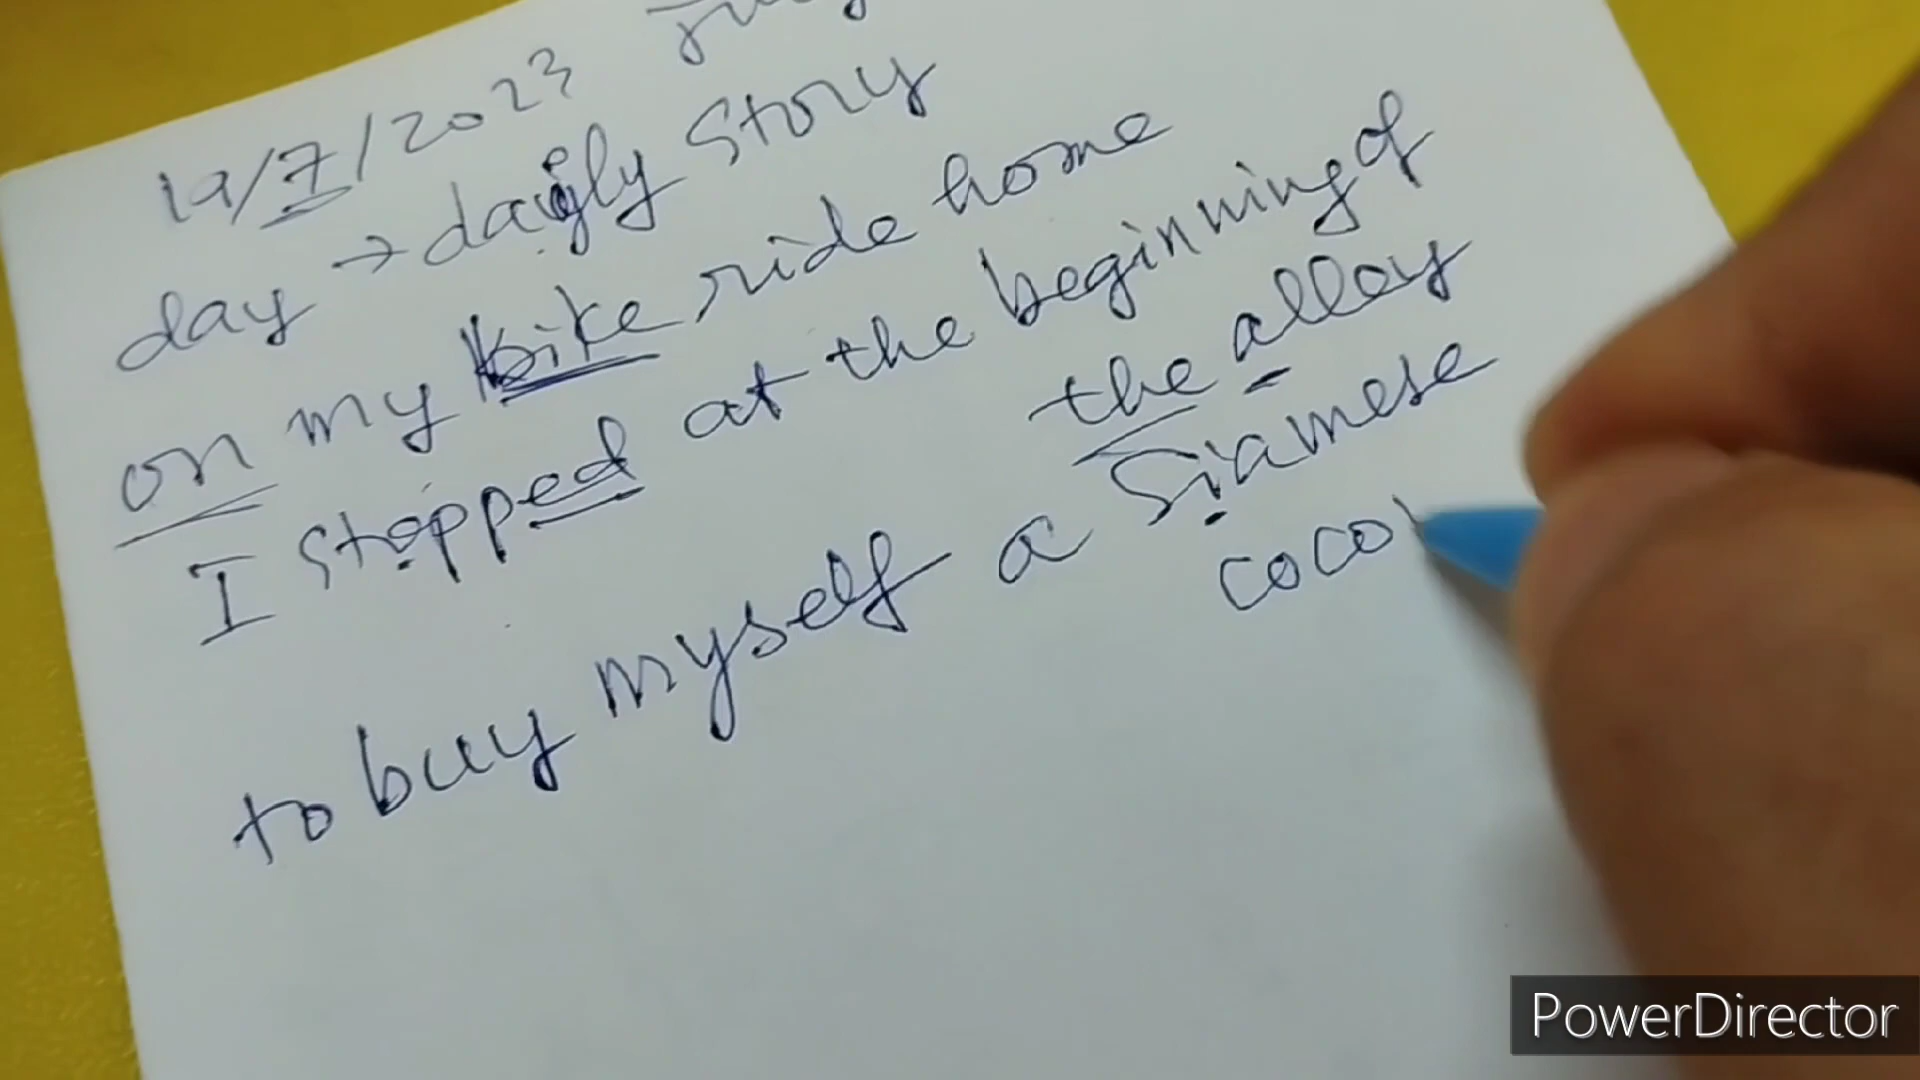 19/7/2023
day → daily story
on my bike ride home
I stopped at the beginning of
the alloy
to buy myself a Siamese
coco
PowerDirector